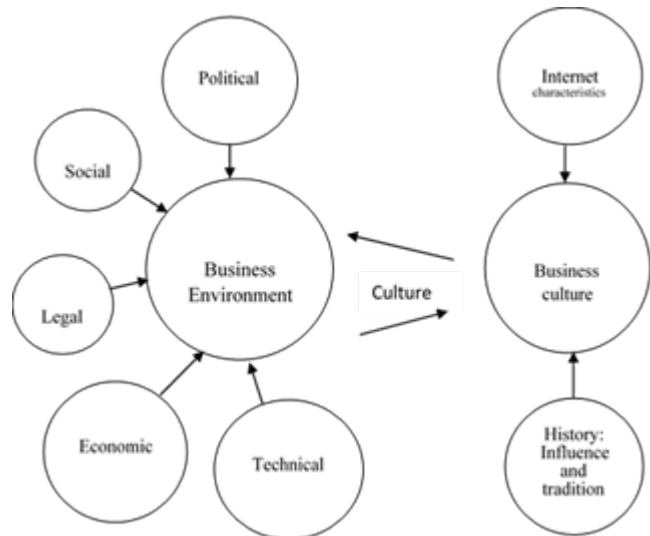 Political
Internet
characteristics
Social
Business
Environment
Culture
Business
culture
Legal
Economic
Technical
History:
Influence
and
tradition